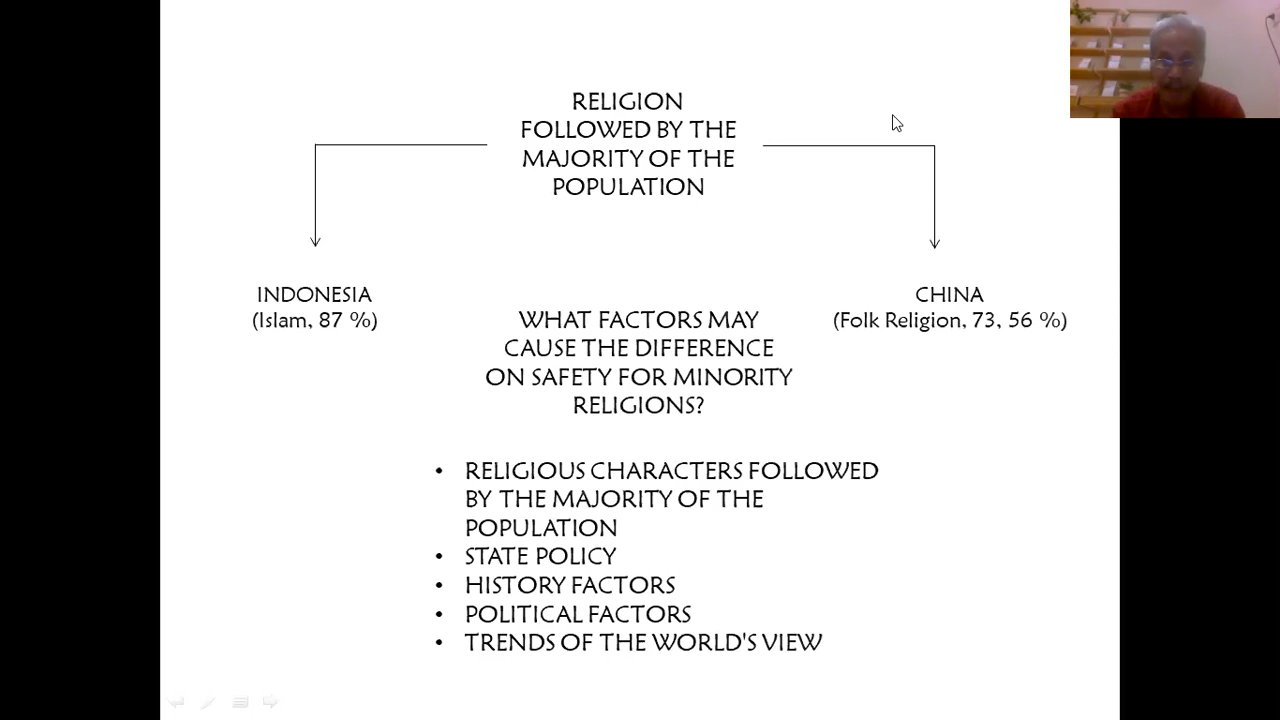 RELIGION
FOLLOWED BY THE
MAJORITY OF THE
POPULATION
INDONESIA
(Islam, 87 %)
CHINA
(Folk Religion, 73, 56 %)
WHAT FACTORS MAY
CAUSE THE DIFFERENCE
ON SAFETY FOR MINORITY
RELIGIONS?
• RELIGIOUS CHARACTERS FOLLOWED
BY THE MAJORITY OF THE
POPULATION
• STATE POLICY
• HISTORY FACTORS
• POLITICAL FACTORS
• TRENDS OF THE WORLD'S VIEW